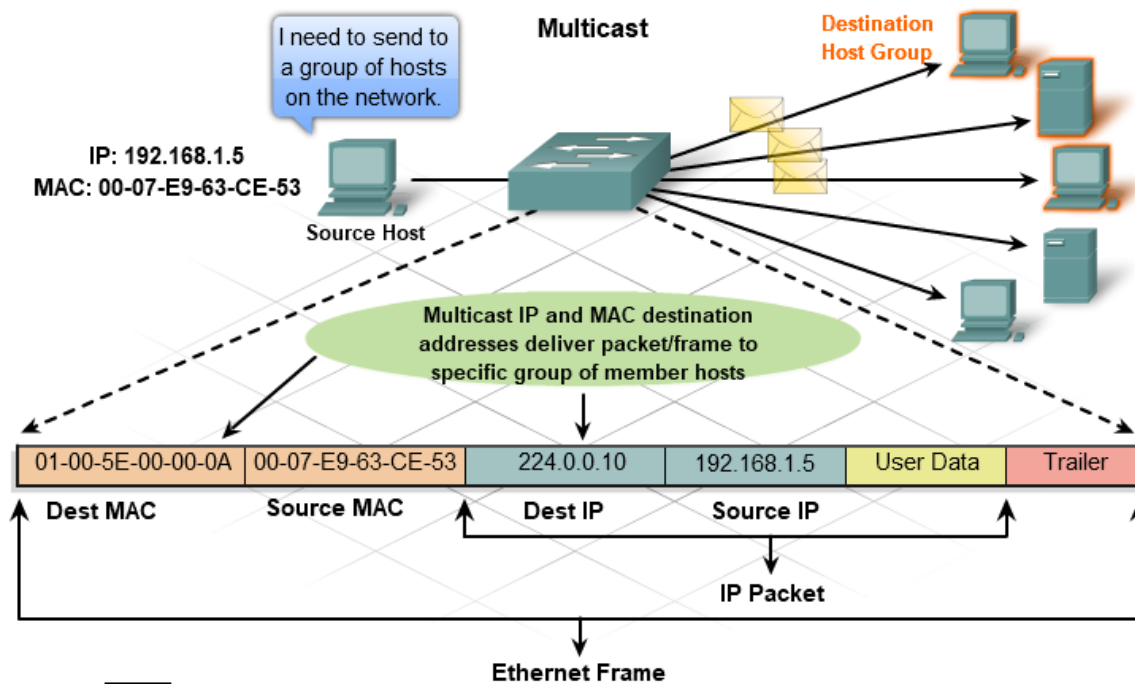 Multicast
I need to send to
a group of hosts
on the network.
Destination
Host Group
IP: 192.168.1.5
MAC: 00-07-E9-63-CE-53
Source Host
Multicast IP and MAC destination
addresses deliver packet/frame to
specific group of member hosts
01-00-5E-00-00-0A 00-07-E9-63-CE-53 224.0.0.10 192.168.1.5 User Data Trailer
Dest MAC Source MAC Dest IP Source IP
IP Packet
Ethernet Frame